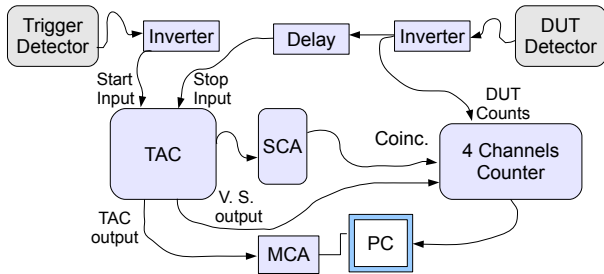 Trigger
Detector
Inverter
Delay
Inverter
DUT
Detector
Start
Input
Stop
Input
DUT
Counts
TAC
SCA
Coinc.
4 Channels
Counter
V. S.
output
TAC
output
MCA
PC